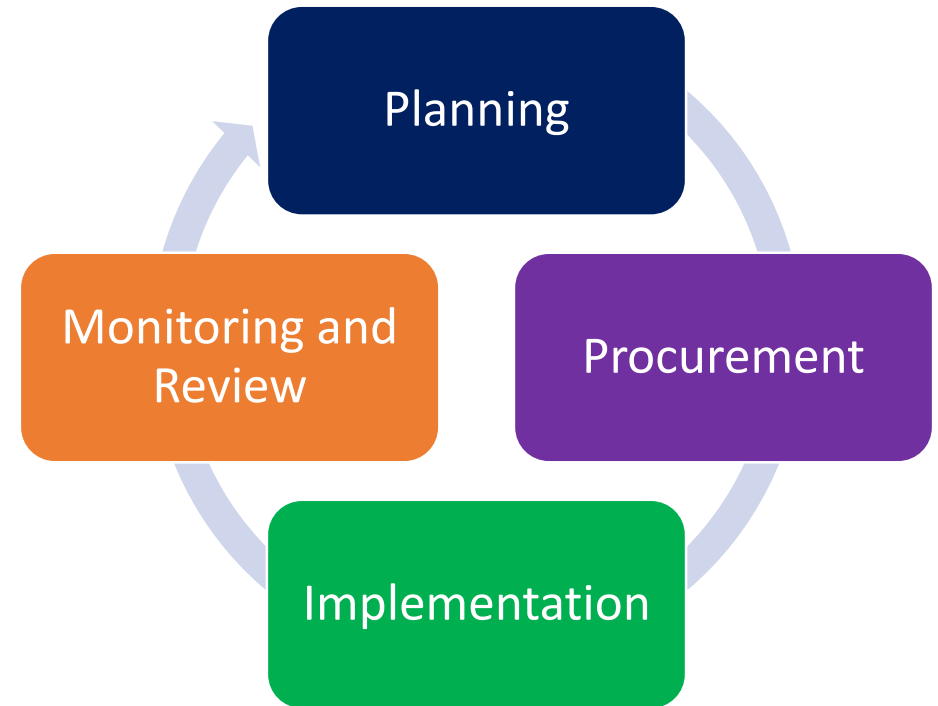 Planning
Procurement
Implementation
Monitoring and
Review